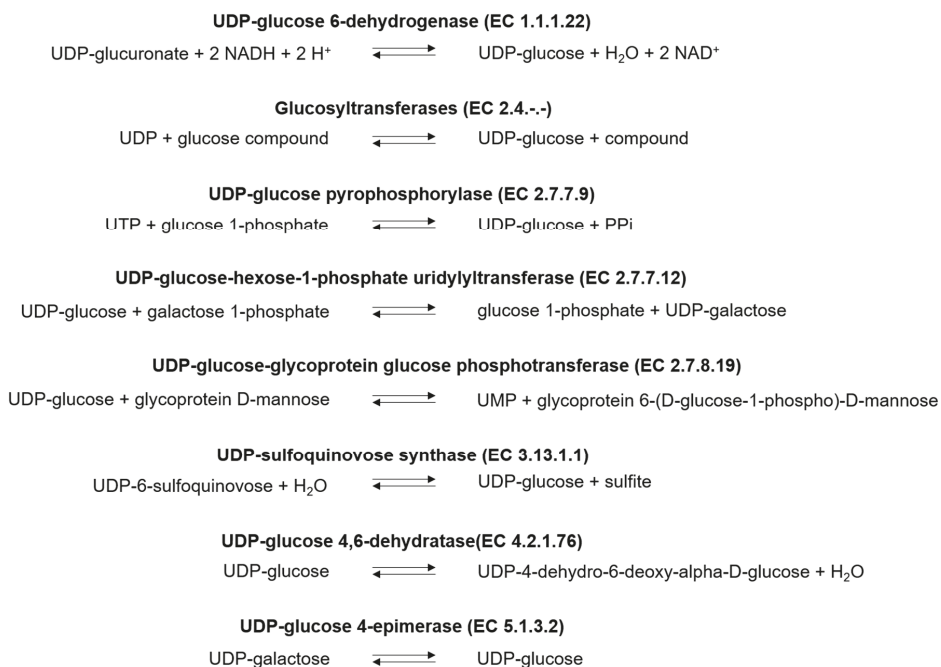 UDP-glucose 6-dehydrogenase (EC 1.1.1.22)
UDP-glucuronate + 2 NADH + 2 H⁺ UDP-glucose + H₂O + 2 NAD⁺
Glucosyltransferases (EC 2.4.-.-)
UDP + glucose compound UDP-glucose + compound
UDP-glucose pyrophosphorylase (EC 2.7.7.9)
UTP + glucose 1-phosphate UDP-glucose + PPi
UDP-glucose-hexose-1-phosphate uridylyltransferase (EC 2.7.7.12)
UDP-glucose + galactose 1-phosphate glucose 1-phosphate + UDP-galactose
UDP-glucose-glycoprotein glucose phosphotransferase (EC 2.7.8.19)
UDP-glucose + glycoprotein D-mannose UMP + glycoprotein 6-(D-glucose-1-phospho)-D-mannose
UDP-sulfoquinovose synthase (EC 3.13.1.1)
UDP-6-sulfoquinovose + H₂O UDP-glucose + sulfite
UDP-glucose 4,6-dehydratase(EC 4.2.1.76)
UDP-glucose UDP-4-dehydro-6-deoxy-alpha-D-glucose + H₂O
UDP-glucose 4-epimerase (EC 5.1.3.2)
UDP-galactose UDP-glucose